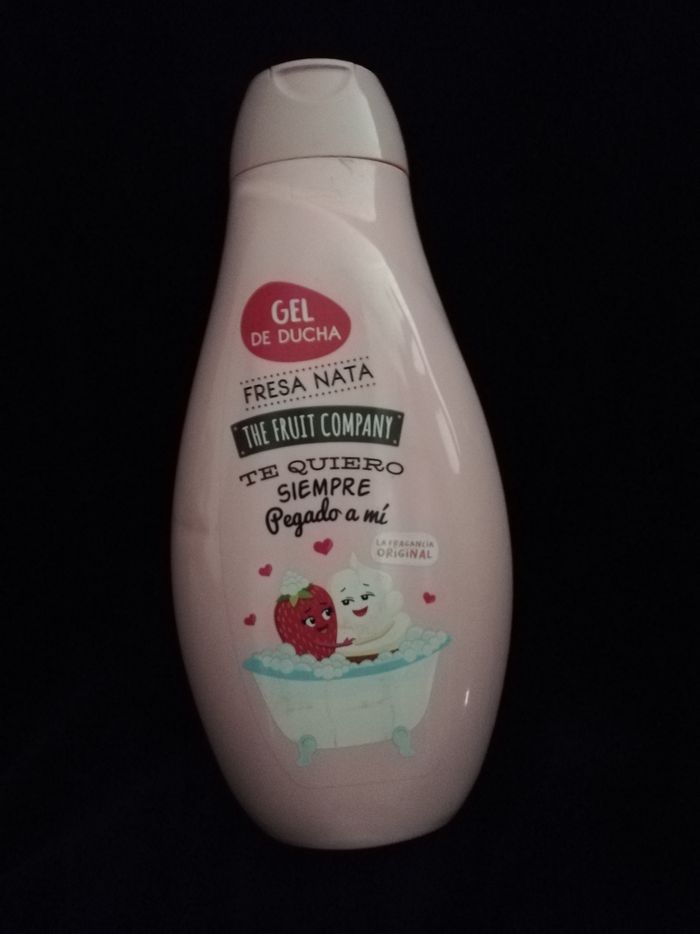 GEL
DE DUCHA
FRESA NATA
THE FRUIT COMPANY
TE QUIERO
SIEMPRE
Pegado a mí
LA FRAGANCIA
ORIGINAL